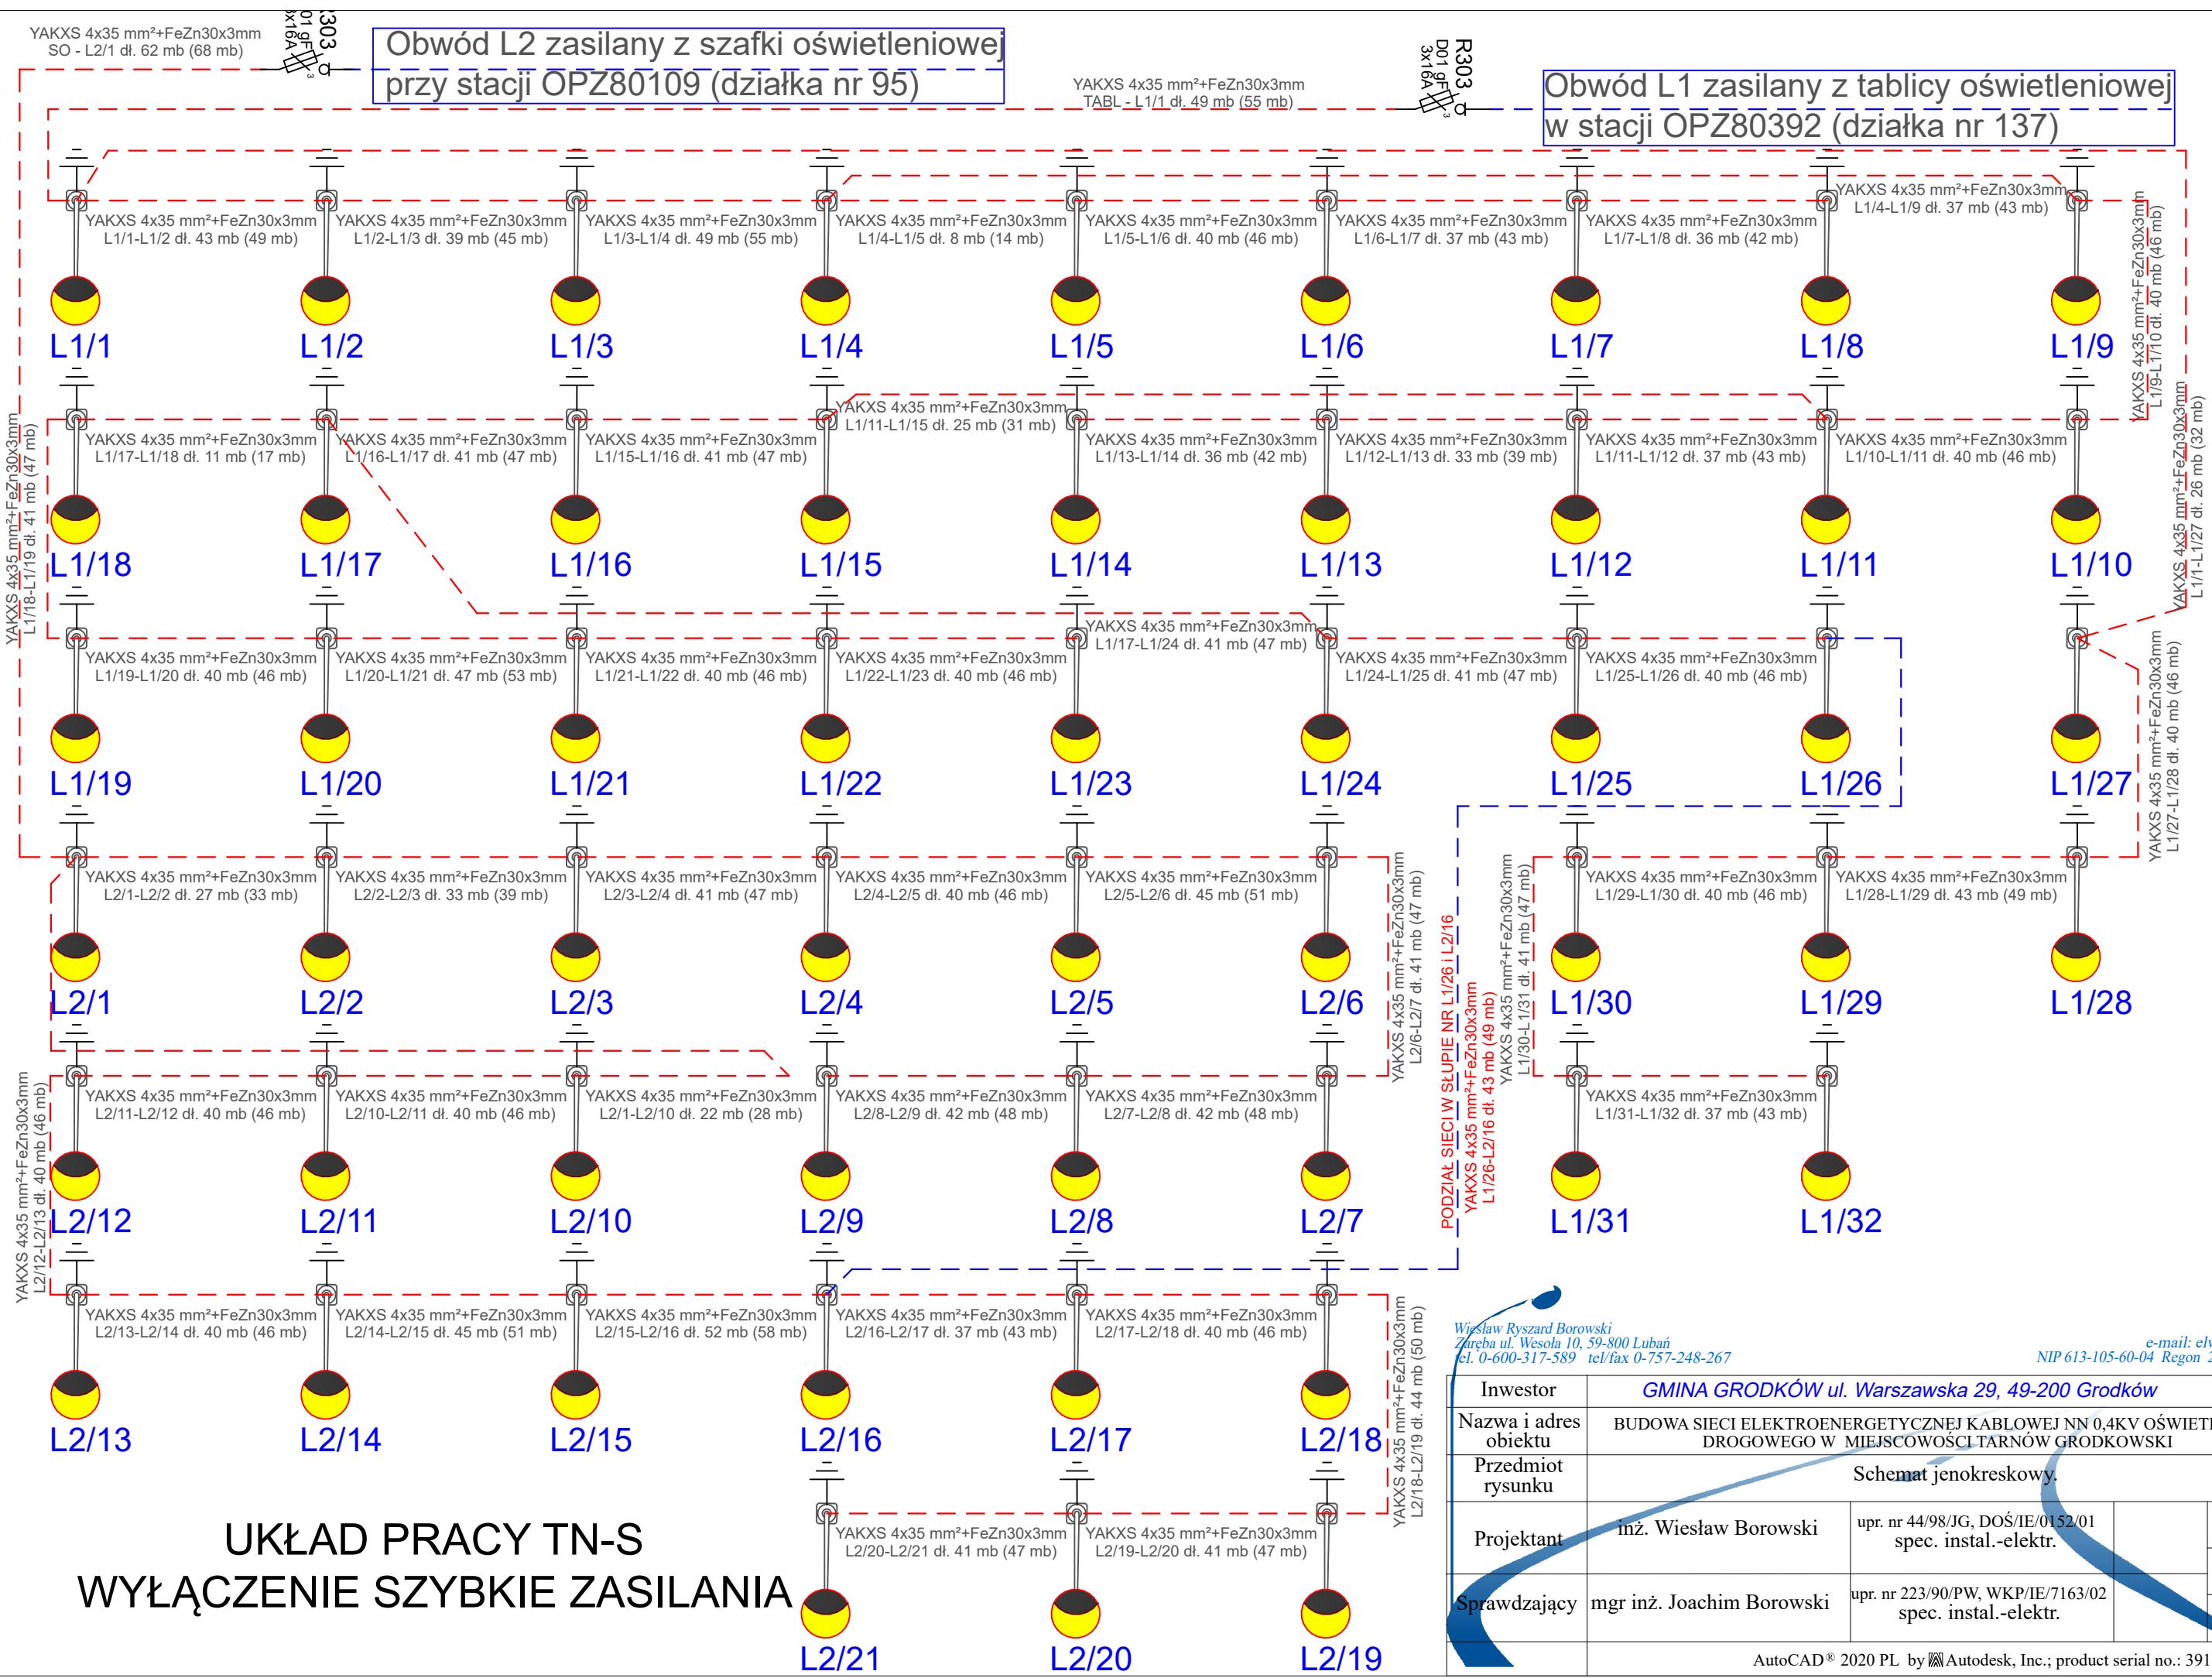 YAKXS 4x35 mm²+FeZn30x3mm
SO - L2/1 dł. 62 mb (68 mb)
Obwód L2 zasilany z szafki oświetleniowej
przy stacji OPZ80109 (działka nr 95)
YAKXS 4x35 mm²+FeZn30x3mm
TABL - L1/1 dł. 49 mb (55 mb)
R303
D01 gF
3x16A
3
Obwód L1 zasilany z tablicy oświetleniowej
w stacji OPZ80392 (działka nr 137)
YAKXS 4x35 mm²+FeZn30x3mm
L1/1-L1/2 dł. 43 mb (49 mb)
YAKXS 4x35 mm²+FeZn30x3mm
L1/2-L1/3 dł. 39 mb (45 mb)
YAKXS 4x35 mm²+FeZn30x3mm
L1/3-L1/4 dł. 49 mb (55 mb)
YAKXS 4x35 mm²+FeZn30x3mm
L1/4-L1/5 dł. 8 mb (14 mb)
YAKXS 4x35 mm²+FeZn30x3mm
L1/5-L1/6 dł. 40 mb (46 mb)
YAKXS 4x35 mm²+FeZn30x3mm
L1/6-L1/7 dł. 37 mb (43 mb)
YAKXS 4x35 mm²+FeZn30x3mm
L1/7-L1/8 dł. 36 mb (42 mb)
YAKXS 4x35 mm²+FeZn30x3mm
L1/4-L1/9 dł. 37 mb (43 mb)
YAKXS 4x35 mm²+FeZn30x3mm
L1/9-L1/10 dł. 40 mb (46 mb)
L1/1 L1/2 L1/3 L1/4 L1/5 L1/6 L1/7 L1/8 L1/9
YAKXS 4x35 mm²+FeZn30x3mm
L1/18-L1/19 dł. 41 mb (47 mb)
YAKXS 4x35 mm²+FeZn30x3mm
L1/17-L1/18 dł. 11 mb (17 mb)
YAKXS 4x35 mm²+FeZn30x3mm
L1/16-L1/17 dł. 41 mb (47 mb)
YAKXS 4x35 mm²+FeZn30x3mm
L1/15-L1/16 dł. 41 mb (47 mb)
YAKXS 4x35 mm²+FeZn30x3mm
L1/11-L1/15 dł. 25 mb (31 mb)
YAKXS 4x35 mm²+FeZn30x3mm
L1/13-L1/14 dł. 36 mb (42 mb)
YAKXS 4x35 mm²+FeZn30x3mm
L1/12-L1/13 dł. 33 mb (39 mb)
YAKXS 4x35 mm²+FeZn30x3mm
L1/11-L1/12 dł. 37 mb (43 mb)
YAKXS 4x35 mm²+FeZn30x3mm
L1/10-L1/11 dł. 40 mb (46 mb)
YAKXS 4x35 mm²+FeZn30x3mm
L1/1-L1/27 dł. 26 mb (32 mb)
L1/18 L1/17 L1/16 L1/15 L1/14 L1/13 L1/12 L1/11 L1/10
YAKXS 4x35 mm²+FeZn30x3mm
L1/19-L1/20 dł. 40 mb (46 mb)
YAKXS 4x35 mm²+FeZn30x3mm
L1/20-L1/21 dł. 47 mb (53 mb)
YAKXS 4x35 mm²+FeZn30x3mm
L1/21-L1/22 dł. 40 mb (46 mb)
YAKXS 4x35 mm²+FeZn30x3mm
L1/22-L1/23 dł. 40 mb (46 mb)
YAKXS 4x35 mm²+FeZn30x3mm
L1/17-L1/24 dł. 41 mb (47 mb)
YAKXS 4x35 mm²+FeZn30x3mm
L1/24-L1/25 dł. 41 mb (47 mb)
YAKXS 4x35 mm²+FeZn30x3mm
L1/25-L1/26 dł. 40 mb (46 mb)
YAKXS 4x35 mm²+FeZn30x3mm
L1/27-L1/28 dł. 40 mb (46 mb)
L1/19 L1/20 L1/21 L1/22 L1/23 L1/24 L1/25 L1/26 L1/27
YAKXS 4x35 mm²+FeZn30x3mm
L2/1-L2/2 dł. 27 mb (33 mb)
YAKXS 4x35 mm²+FeZn30x3mm
L2/2-L2/3 dł. 33 mb (39 mb)
YAKXS 4x35 mm²+FeZn30x3mm
L2/3-L2/4 dł. 41 mb (47 mb)
YAKXS 4x35 mm²+FeZn30x3mm
L2/4-L2/5 dł. 40 mb (46 mb)
YAKXS 4x35 mm²+FeZn30x3mm
L2/5-L2/6 dł. 45 mb (51 mb)
YAKXS 4x35 mm²+FeZn30x3mm
L2/6-L2/7 dł. 41 mb (47 mb)
PODZIAŁ SIECI W SŁUPIE NR L1/26 i L2/16
YAKXS 4x35 mm²+FeZn30x3mm
L1/26-L2/16 dł. 43 mb (49 mb)
YAKXS 4x35 mm²+FeZn30x3mm
L1/30-L1/31 dł. 41 mb (47 mb)
YAKXS 4x35 mm²+FeZn30x3mm
L1/29-L1/30 dł. 40 mb (46 mb)
YAKXS 4x35 mm²+FeZn30x3mm
L1/28-L1/29 dł. 43 mb (49 mb)
L2/1 L2/2 L2/3 L2/4 L2/5 L2/6 L1/30 L1/29 L1/28
YAKXS 4x35 mm²+FeZn30x3mm
L2/12-L2/13 dł. 40 mb (46 mb)
YAKXS 4x35 mm²+FeZn30x3mm
L2/11-L2/12 dł. 40 mb (46 mb)
YAKXS 4x35 mm²+FeZn30x3mm
L2/10-L2/11 dł. 40 mb (46 mb)
YAKXS 4x35 mm²+FeZn30x3mm
L2/1-L2/10 dł. 22 mb (28 mb)
YAKXS 4x35 mm²+FeZn30x3mm
L2/8-L2/9 dł. 42 mb (48 mb)
YAKXS 4x35 mm²+FeZn30x3mm
L2/7-L2/8 dł. 42 mb (48 mb)
YAKXS 4x35 mm²+FeZn30x3mm
L1/31-L1/32 dł. 37 mb (43 mb)
L2/12 L2/11 L2/10 L2/9 L2/8 L2/7 L1/31 L1/32
YAKXS 4x35 mm²+FeZn30x3mm
L2/13-L2/14 dł. 40 mb (46 mb)
YAKXS 4x35 mm²+FeZn30x3mm
L2/14-L2/15 dł. 45 mb (51 mb)
YAKXS 4x35 mm²+FeZn30x3mm
L2/15-L2/16 dł. 52 mb (58 mb)
YAKXS 4x35 mm²+FeZn30x3mm
L2/16-L2/17 dł. 37 mb (43 mb)
YAKXS 4x35 mm²+FeZn30x3mm
L2/17-L2/18 dł. 40 mb (46 mb)
YAKXS 4x35 mm²+FeZn30x3mm
L2/18-L2/19 dł. 44 mb (50 mb)
L2/13 L2/14 L2/15 L2/16 L2/17 L2/18
YAKXS 4x35 mm²+FeZn30x3mm
L2/20-L2/21 dł. 41 mb (47 mb)
YAKXS 4x35 mm²+FeZn30x3mm
L2/19-L2/20 dł. 41 mb (47 mb)
L2/21 L2/20 L2/19
UKŁAD PRACY TN-S
WYŁĄCZENIE SZYBKIE ZASILANIA
Wiesław Ryszard Borowski
Zaręba ul. Wesoła 10, 59-800 Lubań
tel. 0-600-317-589 tel/fax 0-757-248-267
e-mail:
NIP 613-105-60-04 Regon
Inwestor
GMINA GRODKÓW ul. Warszawska 29, 49-200 Grodków
Nazwa i adres
obiektu
BUDOWA SIECI ELEKTROENERGETYCZNEJ KABLOWEJ NN 0,4KV
DROGOWEGO W MIEJSCOWOŚCI TARNÓW GRODKOWSKI
Przedmiot
rysunku
Schemat jenokreskowy.
Projektant
inż. Wiesław Borowski
upr. nr 44/98/JG, DOŚ/IE/0152/01
spec. instal.-elektr.
Sprawdzający
mgr inż. Joachim Borowski
upr. nr 223/90/PW, WKP/IE/7163/02
spec. instal.-elektr.
AutoCAD® 2020 PL by Autodesk, Inc.; product serial no.: 391